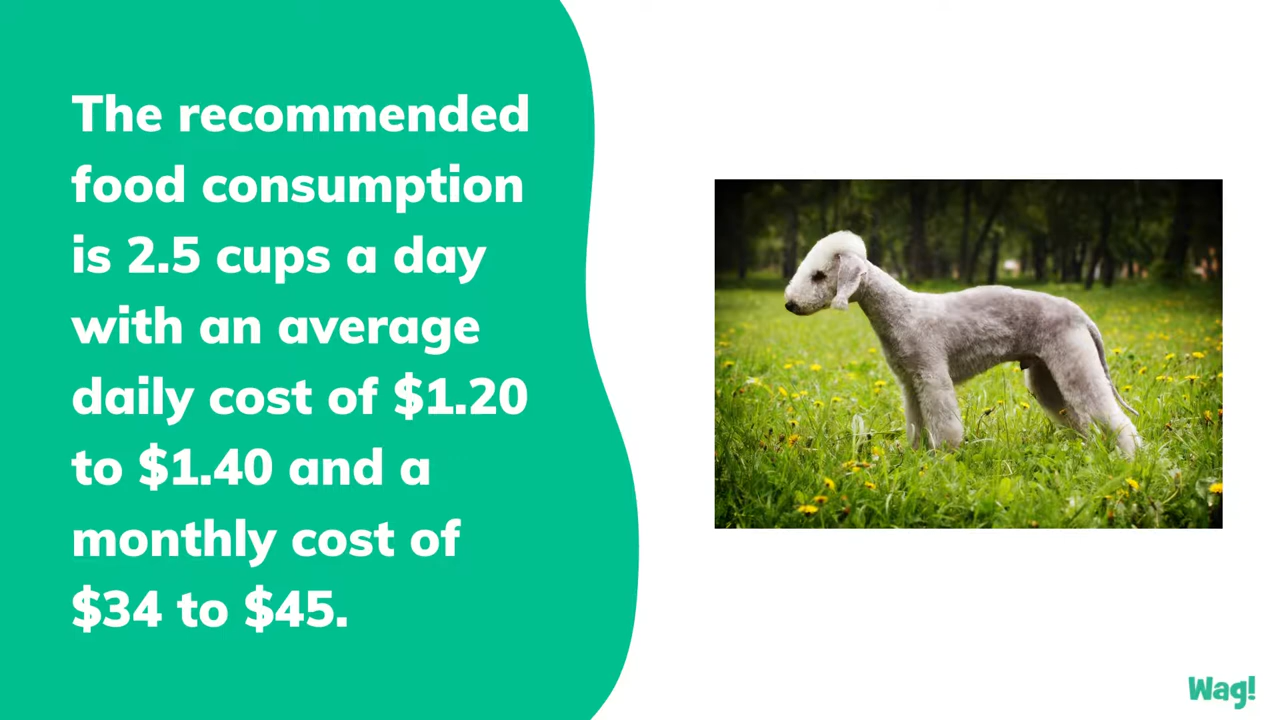 The recommended
food consumption
is 2.5 cups a day
with an average
daily cost of $1.20
to $1.40 and a
monthly cost of
$34 to $45.
Wag!